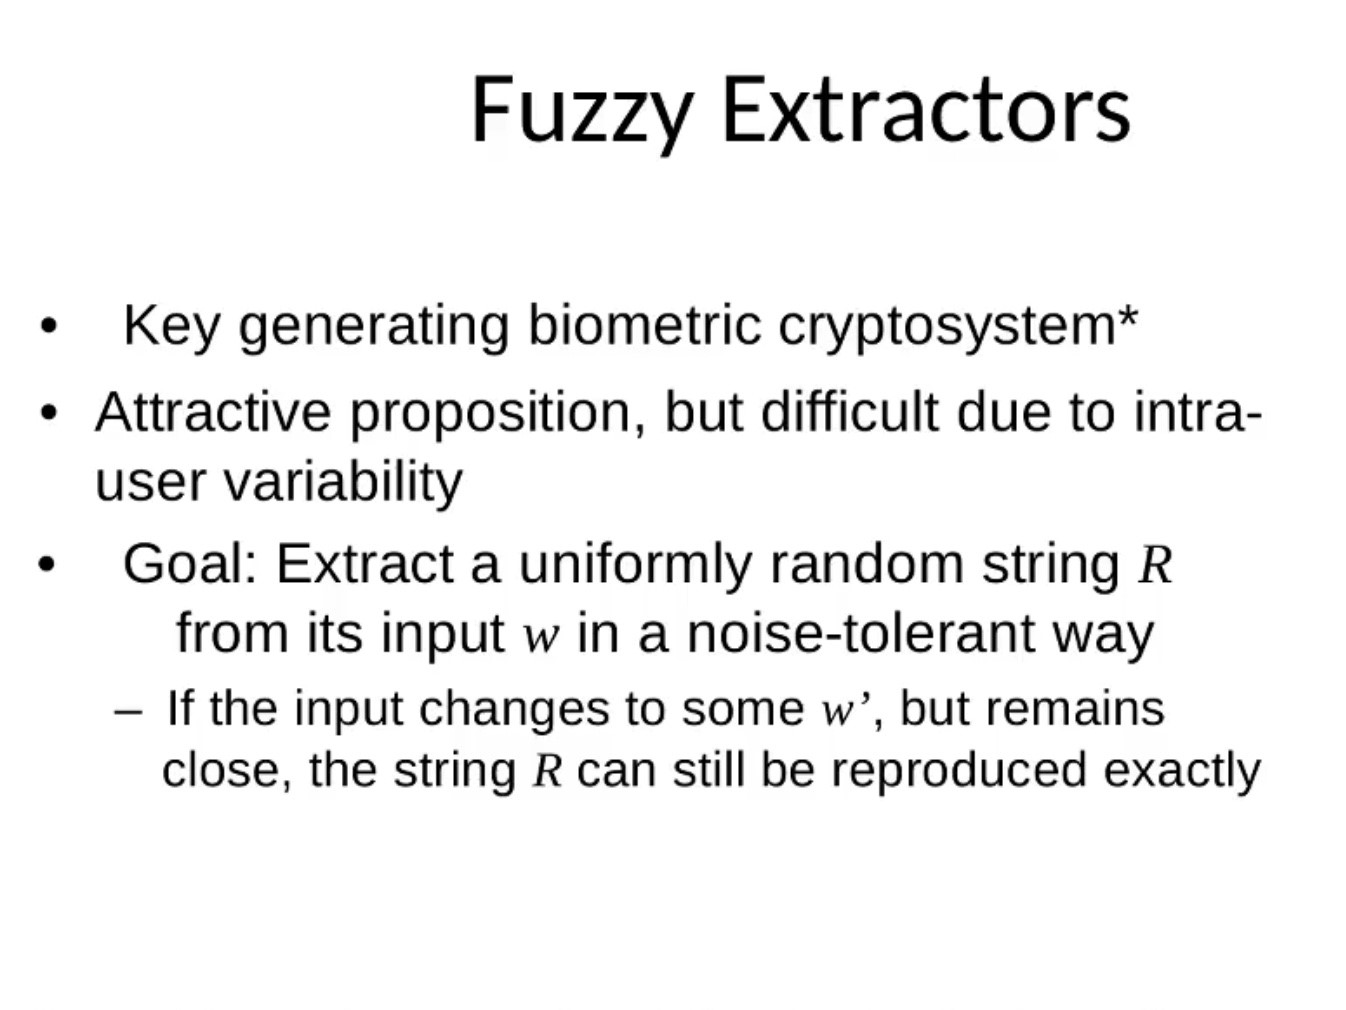 Fuzzy Extractors
• Key generating biometric cryptosystem*
• Attractive proposition, but difficult due to intra-
user variability
• Goal: Extract a uniformly random string R
from its input w in a noise-tolerant way
– If the input changes to some w’, but remains
close, the string R can still be reproduced exactly